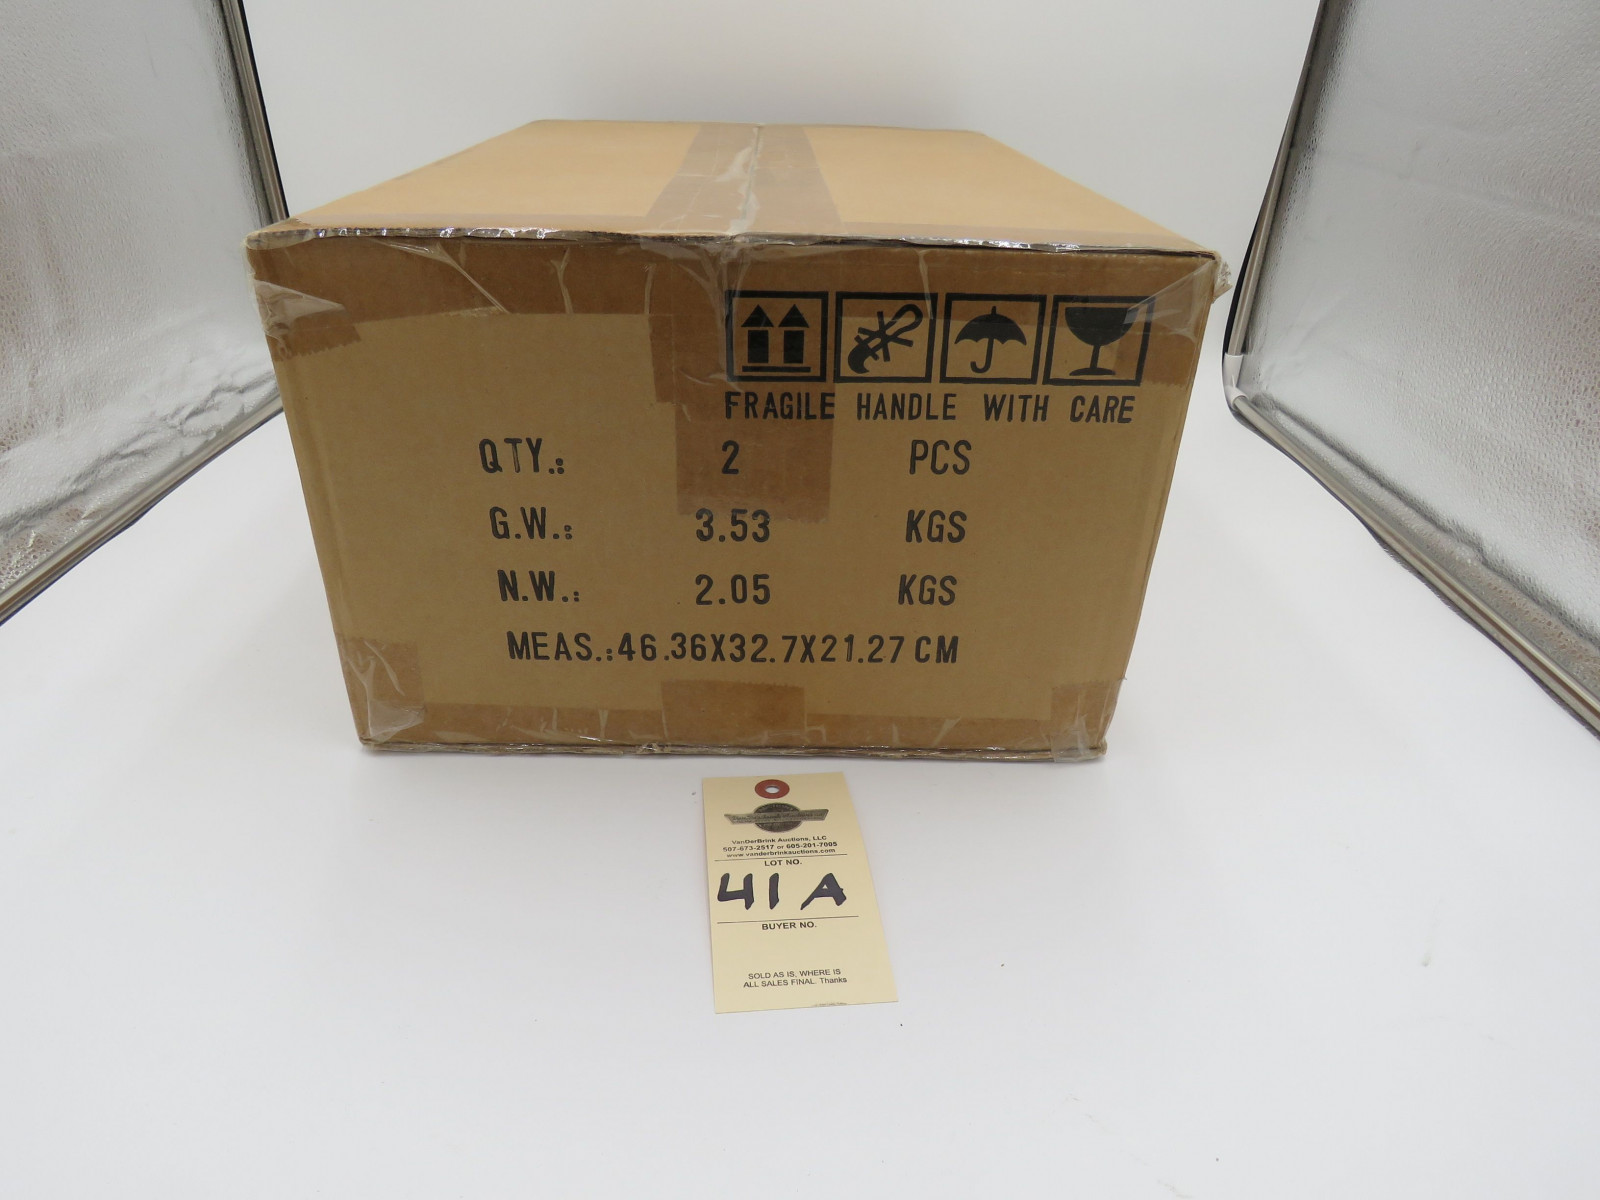 FRAGILE HANDLE WITH CARE
QTY.: 2 PCS
G.W.: 3.53 KGS
N.W.: 2.05 KGS
MEAS.:46.36X32.7X21.27 CM
VanDerBrink Auctions, LLC
507-673-2517 or 605-201-7005
www.vanderbrinkauctions.com
LOT NO.
41A
BUYER NO.
SOLD AS IS, WHERE IS
ALL SALES FINAL. Thanks